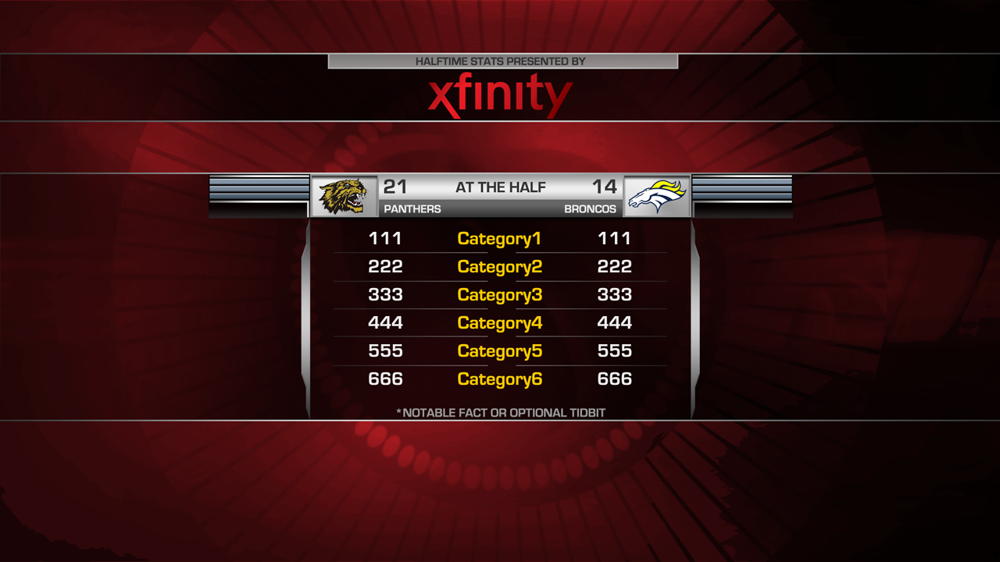 HALFTIME STATS PRESENTED BY
xfinity
21 AT THE HALF 14
PANTHERS BRONCOS
111 Category1 111
222 Category2 222
333 Category3 333
444 Category4 444
555 Category5 555
666 Category6 666
*NOTABLE FACT OR OPTIONAL TIDBIT